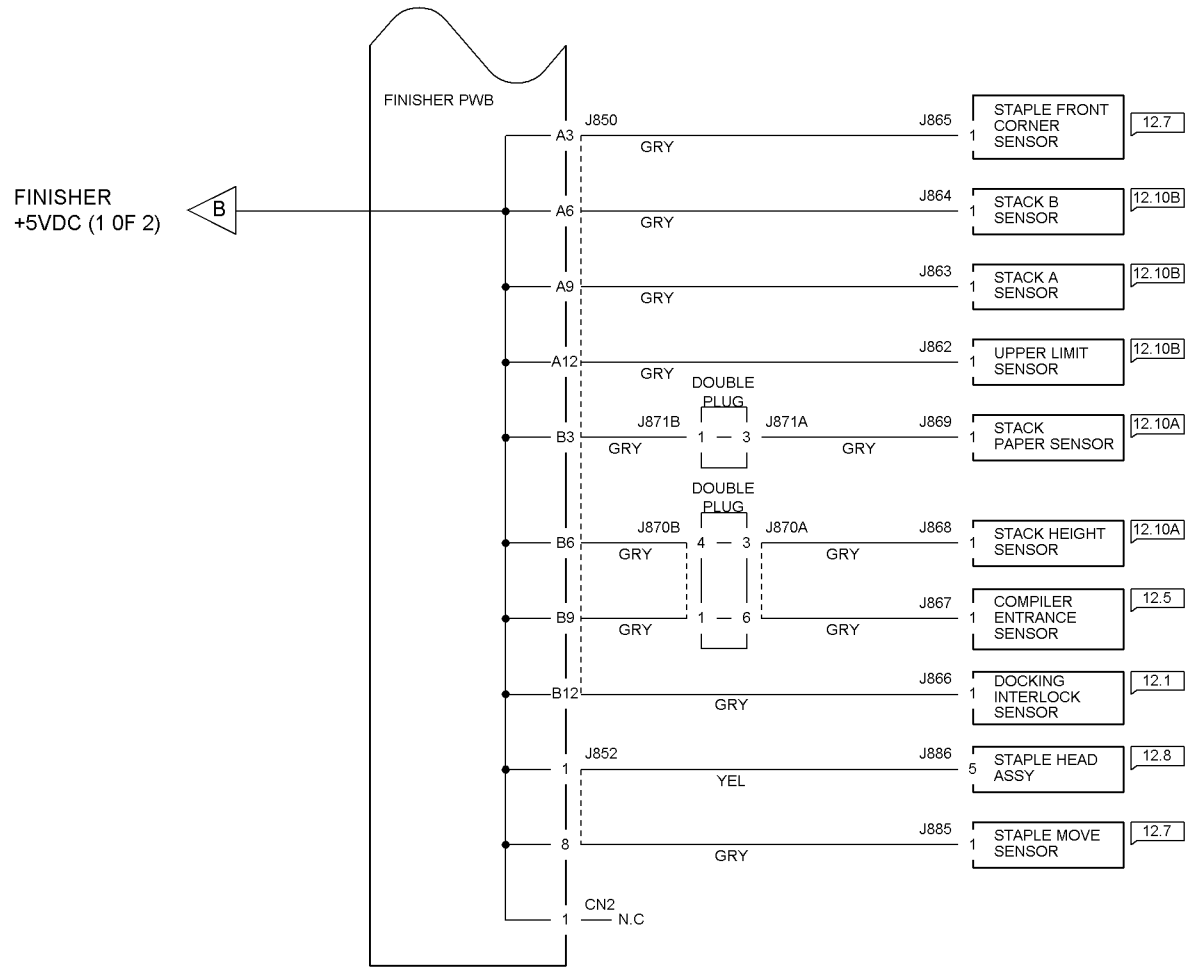 FINISHER PWB
FINISHER
+5VDC (1 0F 2)
B
A3 J850 GRY J865 1 STAPLE FRONT
CORNER
SENSOR
12.7
A6 GRY J864 1 STACK B
SENSOR
12.10B
A9 GRY J863 1 STACK A
SENSOR
12.10B
A12 GRY J862 1 UPPER LIMIT
SENSOR
12.10B
DOUBLE
PLUG
B3 GRY J871B 1 3 J871A GRY J869 1 STACK
PAPER SENSOR
12.10A
DOUBLE
PLUG
B6 GRY J870B 4 3 J870A GRY J868 1 STACK HEIGHT
SENSOR
12.10A
B9 GRY 1 6 GRY J867 1 COMPILER
ENTRANCE
SENSOR
12.5
B12 GRY J866 1 DOCKING
INTERLOCK
SENSOR
12.1
1 J852 YEL J886 5 STAPLE HEAD
ASSY
12.8
8 GRY J885 1 STAPLE MOVE
SENSOR
12.7
1 CN2 N.C